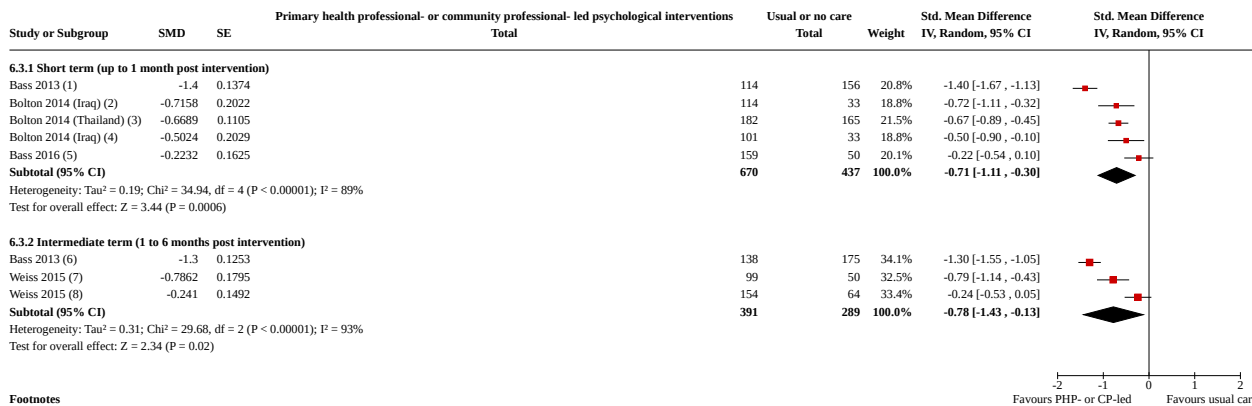 Primary health professional- or community professional- led psychological interventions Usual or no care Std. Mean Difference Std. Mean Difference
Study or Subgroup SMD SE Total Total Weight IV, Random, 95% CI IV, Random, 95% CI
6.3.1 Short term (up to 1 month post intervention)
Bass 2013 (1) -1.4 0.1374 114 156 20.8% -1.40 [-1.67 , -1.13]
Bolton 2014 (Iraq) (2) -0.7158 0.2022 114 33 18.8% -0.72 [-1.11 , -0.32]
Bolton 2014 (Thailand) (3) -0.6689 0.1105 182 165 21.5% -0.67 [-0.89 , -0.45]
Bolton 2014 (Iraq) (4) -0.5024 0.2029 101 33 18.8% -0.50 [-0.90 , -0.10]
Bass 2016 (5) -0.2232 0.1625 159 50 20.1% -0.22 [-0.54 , 0.10]
Subtotal (95% CI) 670 437 100.0% -0.71 [-1.11 , -0.30]
Heterogeneity: Tau² = 0.19; Chi² = 34.94, df = 4 (P < 0.00001); I² = 89%
Test for overall effect: Z = 3.44 (P = 0.0006)
6.3.2 Intermediate term (1 to 6 months post intervention)
Bass 2013 (6) -1.3 0.1253 138 175 34.1% -1.30 [-1.55 , -1.05]
Weiss 2015 (7) -0.7862 0.1795 99 50 32.5% -0.79 [-1.14 , -0.43]
Weiss 2015 (8) -0.241 0.1492 154 64 33.4% -0.24 [-0.53 , 0.05]
Subtotal (95% CI) 391 289 100.0% -0.78 [-1.43 , -0.13]
Heterogeneity: Tau² = 0.31; Chi² = 29.68, df = 2 (P < 0.00001); I² = 93%
Test for overall effect: Z = 2.34 (P = 0.02)
-2 -1 0 1 2
Footnotes Favours PHP- or CP-led Favours usual car